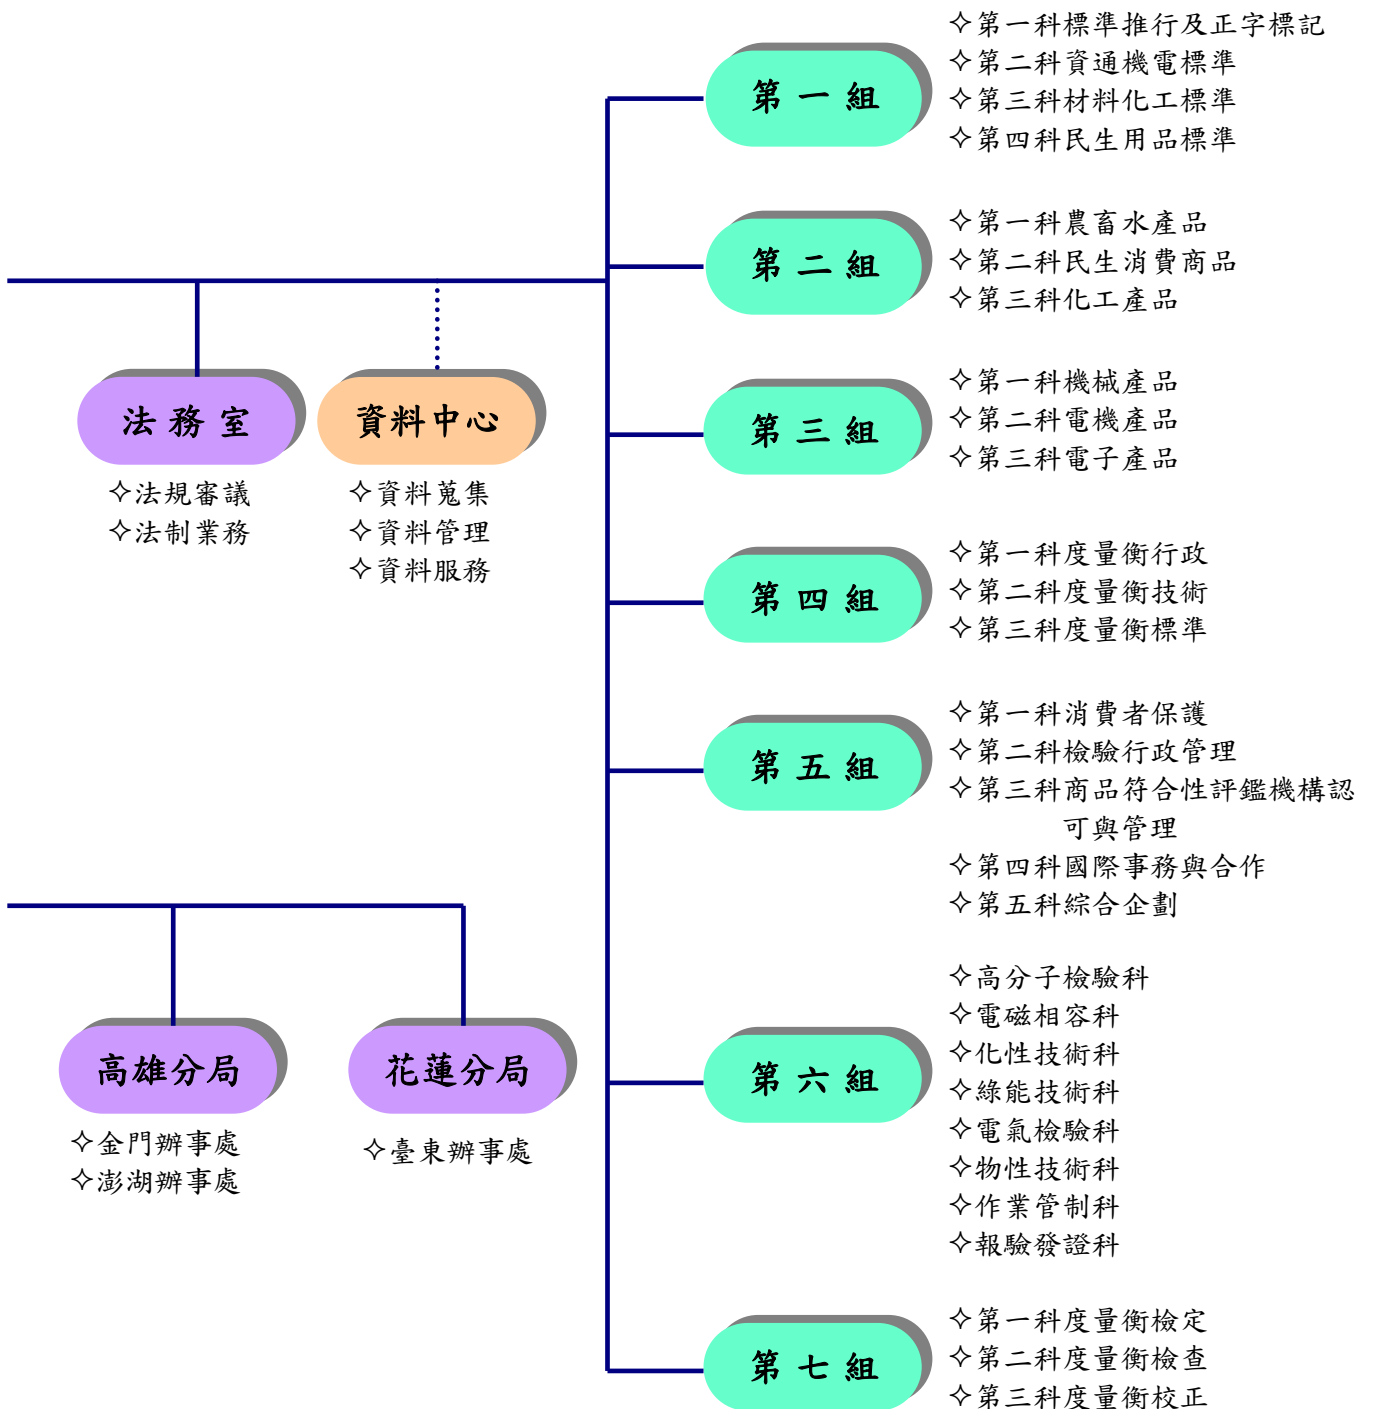 第一組
✧第一科標準推行及正字標記
✧第二科資通機電標準
✧第三科材料化工標準
✧第四科民生用品標準
第二組
✧第一科農畜水產品
✧第二科民生消費商品
✧第三科化工產品
法務室
✧法規審議
✧法制業務
資料中心
✧資料蒐集
✧資料管理
✧資料服務
第三組
✧第一科機械產品
✧第二科電機產品
✧第三科電子產品
第四組
✧第一科度量衡行政
✧第二科度量衡技術
✧第三科度量衡標準
第五組
✧第一科消費者保護
✧第二科檢驗行政管理
✧第三科商品符合性評鑑機構認
可與管理
✧第四科國際事務與合作
✧第五科綜合企劃
高雄分局
✧金門辦事處
✧澎湖辦事處
花蓮分局
✧臺東辦事處
第六組
✧高分子檢驗科
✧電磁相容科
✧化性技術科
✧綠能技術科
✧電氣檢驗科
✧物性技術科
✧作業管制科
✧報驗發證科
第七組
✧第一科度量衡檢定
✧第二科度量衡檢查
✧第三科度量衡校正